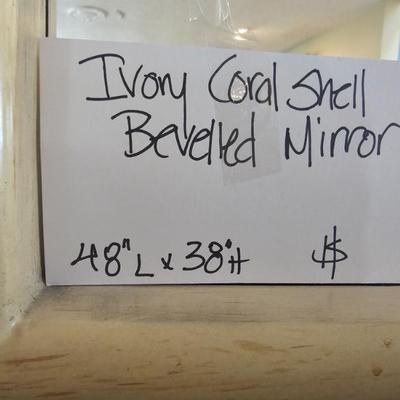 Ivory Coral Shell
Bevelled Mirror
48" L x 38" H $